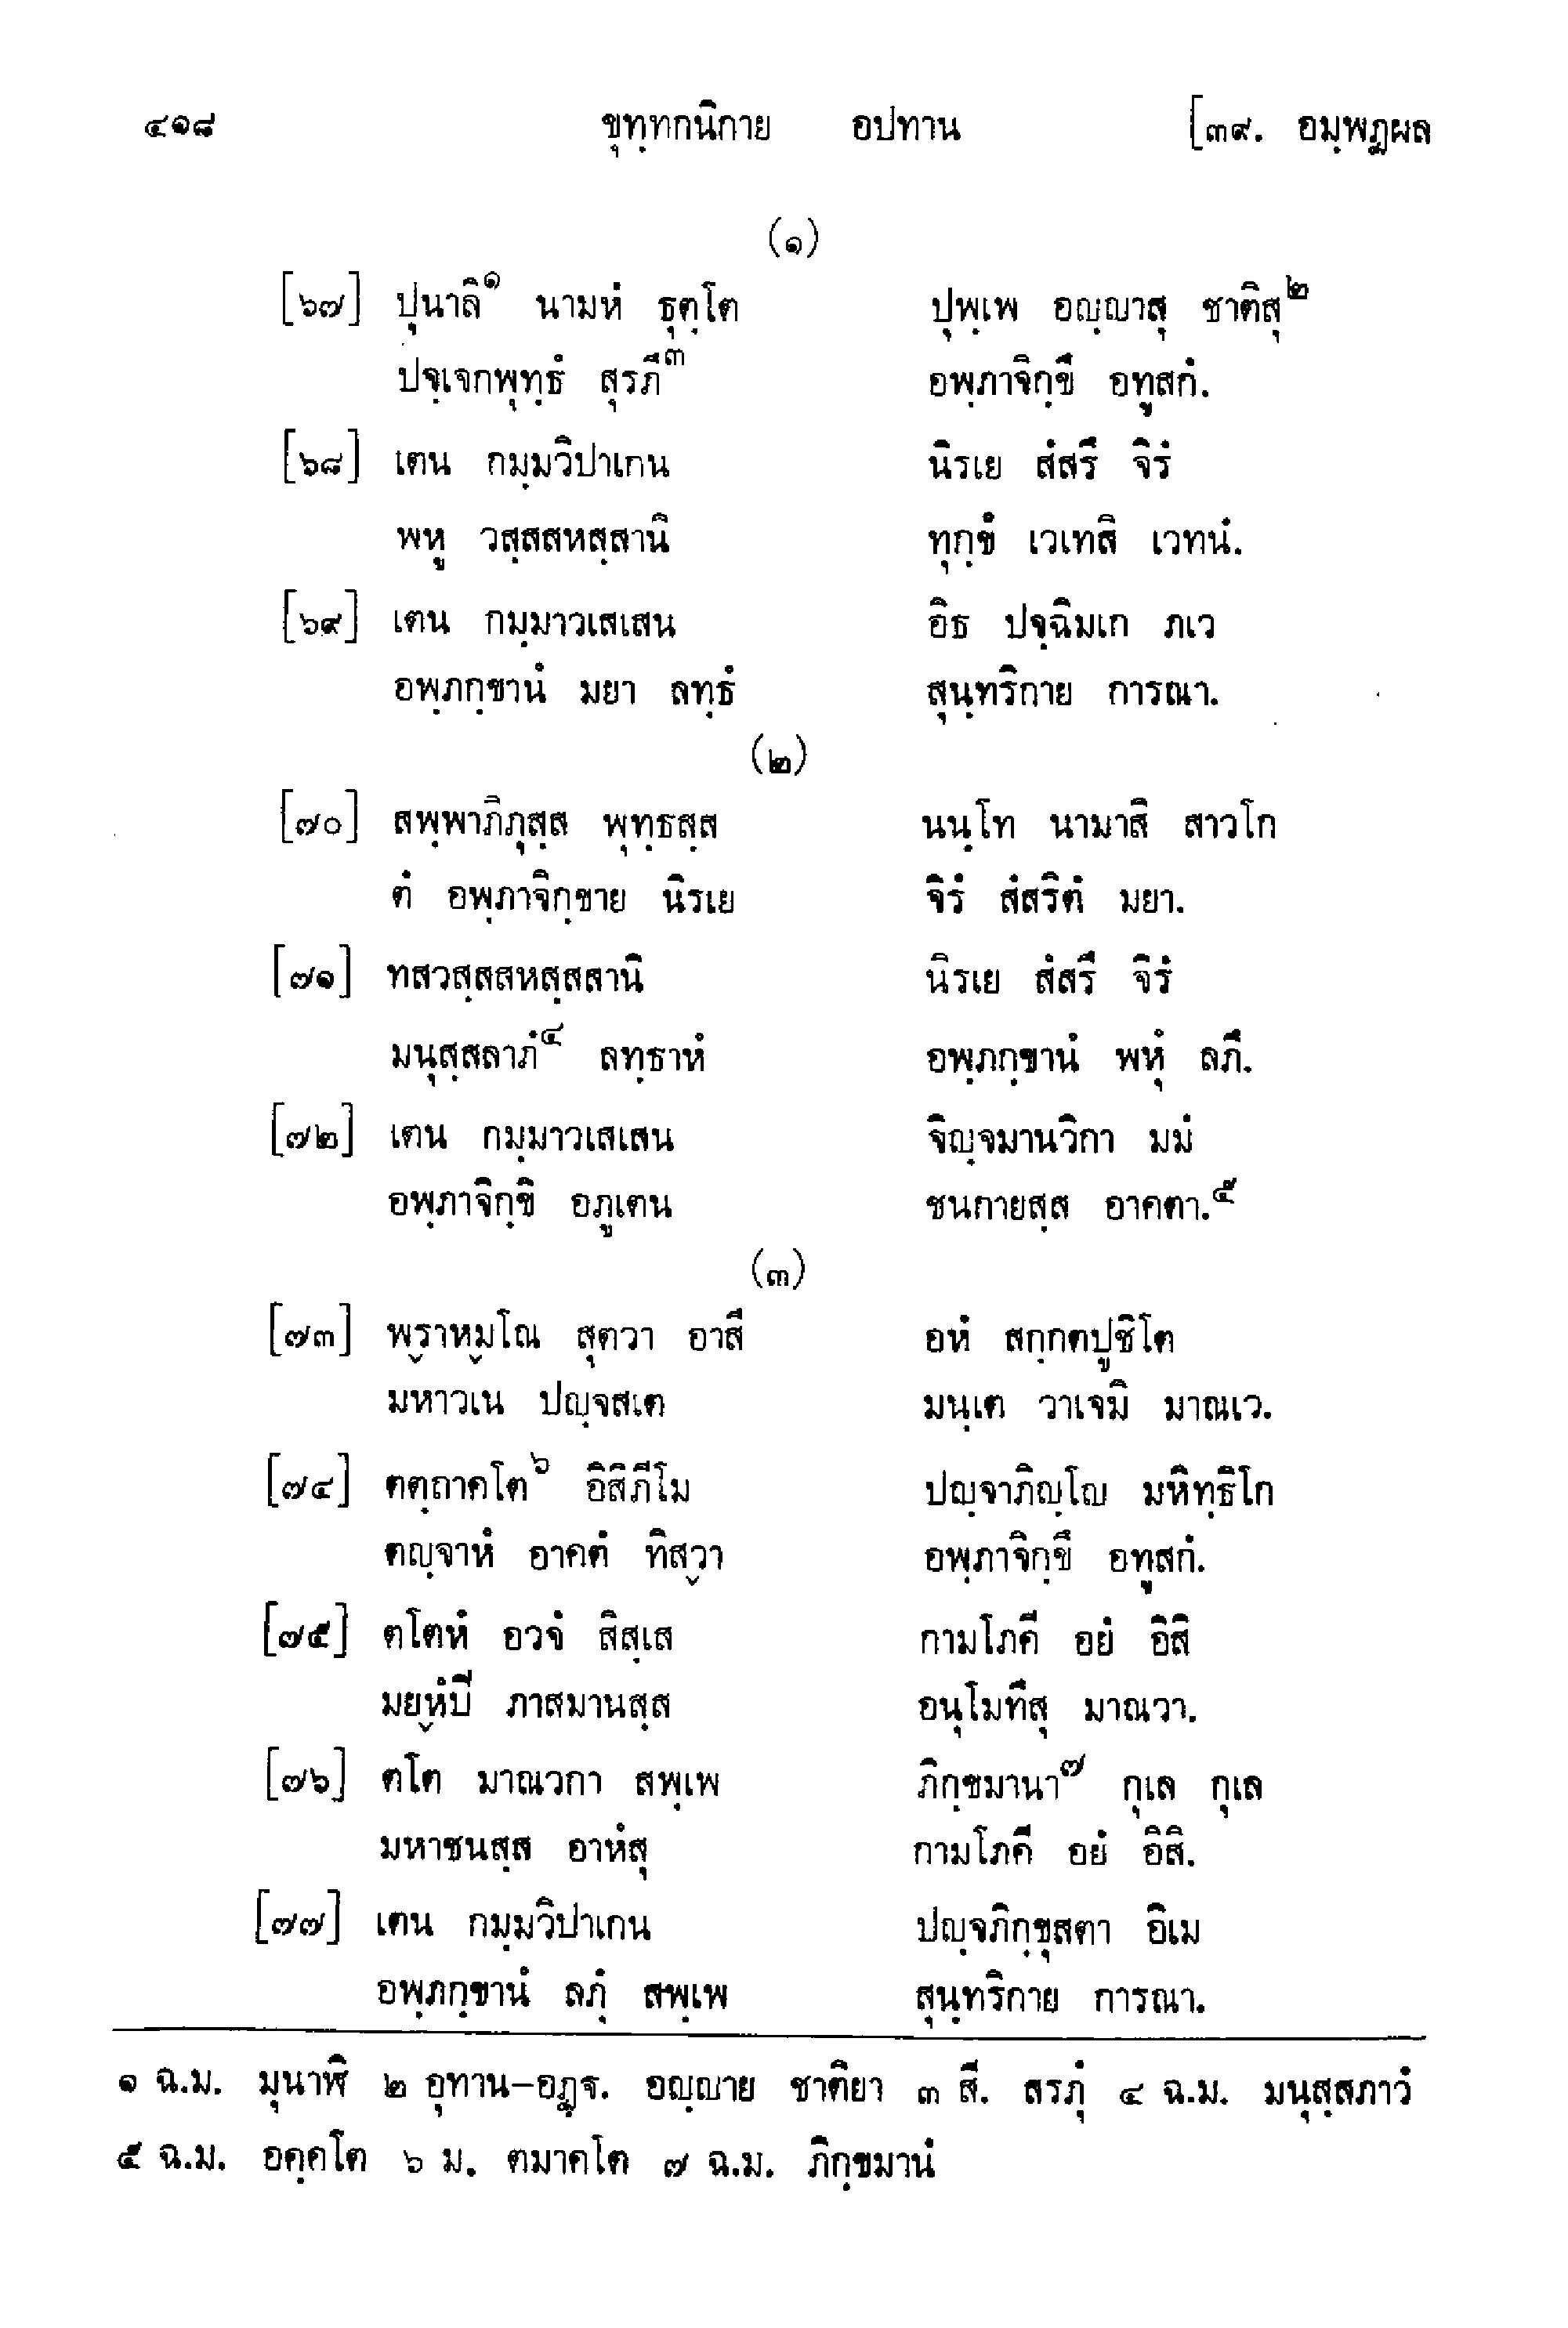 ๔๑๘ ขุทฺทกนิกาย อปทาน [๓๙. อมฺพฏผล
(๑)
[๖๗] ปุนาลิ๑ นามหํ ธุตฺโต ปุพฺเพ อญฺญาสุ ชาติสุ๒
ปจฺเจกพุทฺธํ สุรภึ๓ อพฺภาจิกฺขึ อทูสกํ.
[๖๘] เตน กมฺมวิปาเกน นิรเย สํสรึ จิรํ
พหู วสฺสสหสฺสานิ ทุกฺขํ เวเทสิ เวทนํ.
[๖๙] เตน กมฺมาวเสเสน อิธ ปจฺฉิมเก ภเว
อพฺภกฺขานํ มยา ลทฺธํ สุนฺทริกาย การณา.
(๒)
[๗๐] สพฺพาภิภุสฺส พุทฺธสฺส นนฺโท นามาสิ สาวโก
ตํ อพฺภาจิกฺขาย นิรเย จิรํ สํสริตํ มยา.
[๗๑] ทสวสฺสสหสฺสสานิ นิรเย สํสรึ จิรํ
มนุสฺสลาภํ๔ ลทฺธาหํ อพฺภกฺขานํ พหุํ ลภึ.
[๗๒] เตน กมฺมาวเสเสน จิญฺจมานวิกา มมํ
อพฺภาจิกฺขิ อภูเตน ชนกายสฺส อาคตา.๕
(๓)
[๗๓] พฺราหฺมโณ สุตวา อาสึ อหํ สกฺกตปูชิโต
มหาวเน ปญฺจสเต มนฺเต วาเจมิ มาณเว.
[๗๔] ตตฺถาคโต๖ อิสิภีโม ปญฺจาภิญฺโญ มหิทฺธิโก
ตญฺจาหํ อาคตํ ทิสฺวา อพฺภาจิกฺขึ อทูสกํ.
[๗๕] ตโตหํ อวจํ สิสฺเส กามโภคี อยํ อิสิ
มยฺหํปี ภาสมานสฺส อนุโมทึสุ มาณวา.
[๗๖] ตโต มาณวกา สพฺเพ ภิกฺขมานา๗ กุเล กุเล
มหาชนสฺส อาหํสุ กามโภคี อยํ อิสิ.
[๗๗] เตน กมฺมวิปาเกน ปญฺจภิกฺขุสตา อิเม
อพฺภกฺขานํ ลภุํ สพฺเพ สุนฺทริกาย การณา.
๑ ฉ.ม. มุนาฬิ ๒ อุทาน-อฏฺฐ. อญฺญาย ชาติยา ๓ สี. สรภุํ ๔ ฉ.ม. มนุสฺสภาวํ
๕ ฉ.ม. อคฺคโต ๖ ม. ตมาคโต ๗ ฉ.ม. ภิกฺขมานํ